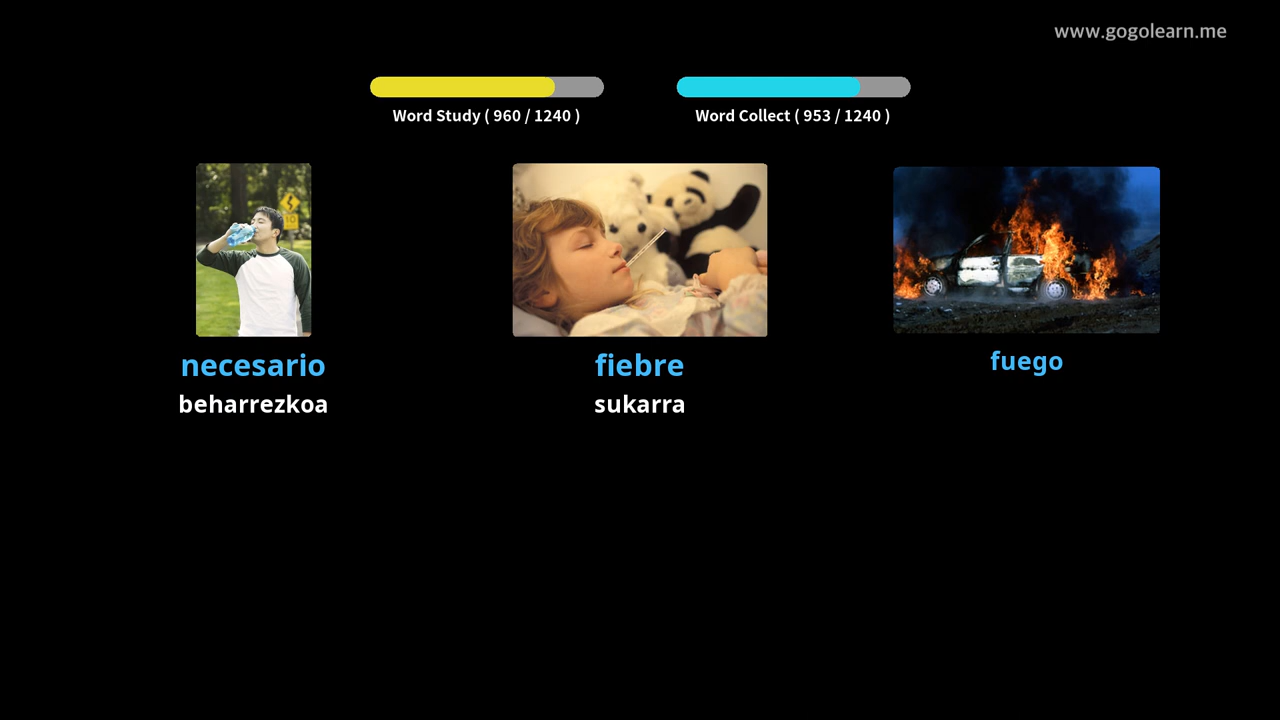 www.gogolearn.me
Word Study ( 960 / 1240 )
Word Collect ( 953 / 1240 )
necesario
beharrezkoa
fiebre
sukarra
fuego